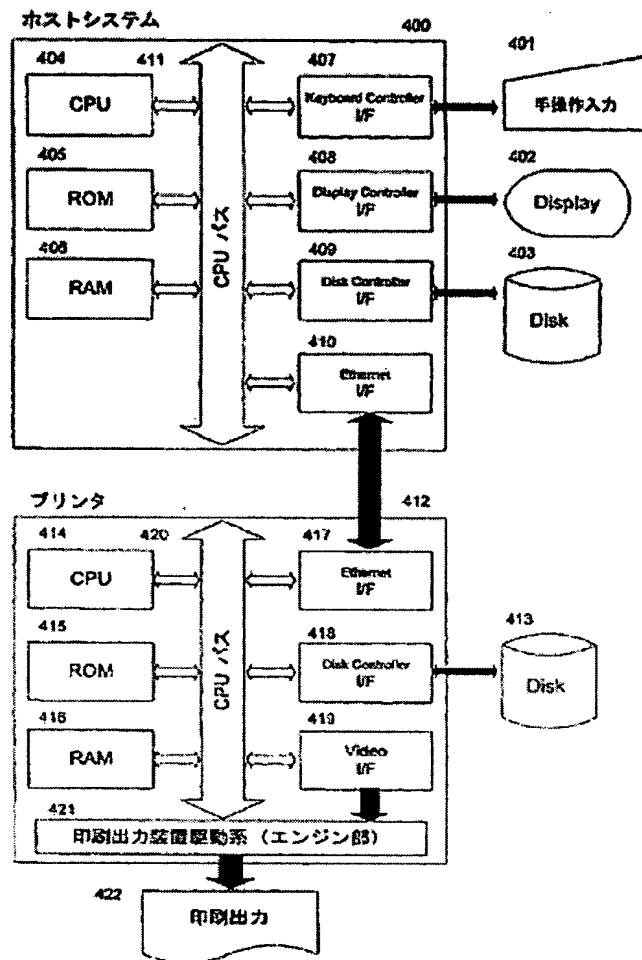 ホストシステム
400
401
404
411
407
CPU
Keyboard Controller
I/F
手操作入力
405
408
402
ROM
Display Controller
I/F
Display
406
409
403
RAM
Disk Controller
I/F
Disk
CPU バス
410
Ethernet
I/F
プリンタ
412
414
420
417
CPU
Ethernet
I/F
415
418
413
ROM
Disk Controller
I/F
Disk
CPU バス
416
419
RAM
Video
I/F
421
印刷出力装置駆動系(エンジン部)
422
印刷出力